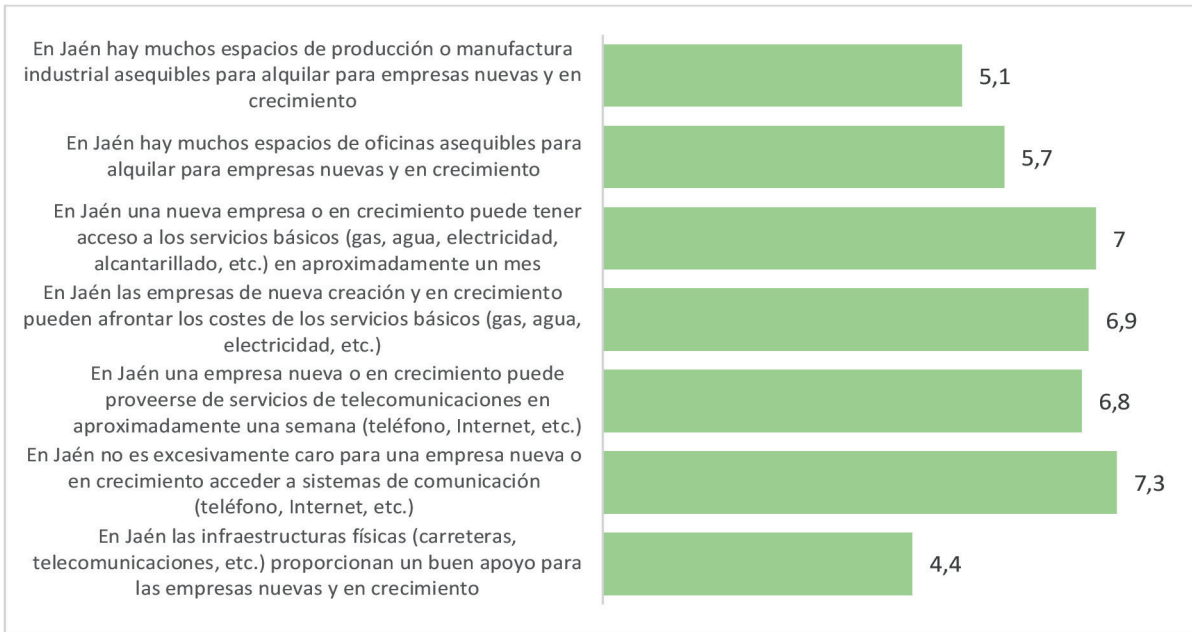 En Jaén hay muchos espacios de producción o manufactura
industrial asequibles para alquilar para empresas nuevas y en
crecimiento
5,1
En Jaén hay muchos espacios de oficinas asequibles para
alquilar para empresas nuevas y en crecimiento
5,7
En Jaén una nueva empresa o en crecimiento puede tener
acceso a los servicios básicos (gas, agua, electricidad,
alcantarillado, etc.) en aproximadamente un mes
7
En Jaén las empresas de nueva creación y en crecimiento
pueden afrontar los costes de los servicios básicos (gas, agua,
electricidad, etc.)
6,9
En Jaén una empresa nueva o en crecimiento puede
proveerse de servicios de telecomunicaciones en
aproximadamente una semana (teléfono, Internet, etc.)
6,8
En Jaén no es excesivamente caro para una empresa nueva o
en crecimiento acceder a sistemas de comunicación
(teléfono, Internet, etc.)
7,3
En Jaén las infraestructuras físicas (carreteras,
telecomunicaciones, etc.) proporcionan un buen apoyo para
las empresas nuevas y en crecimiento
4,4